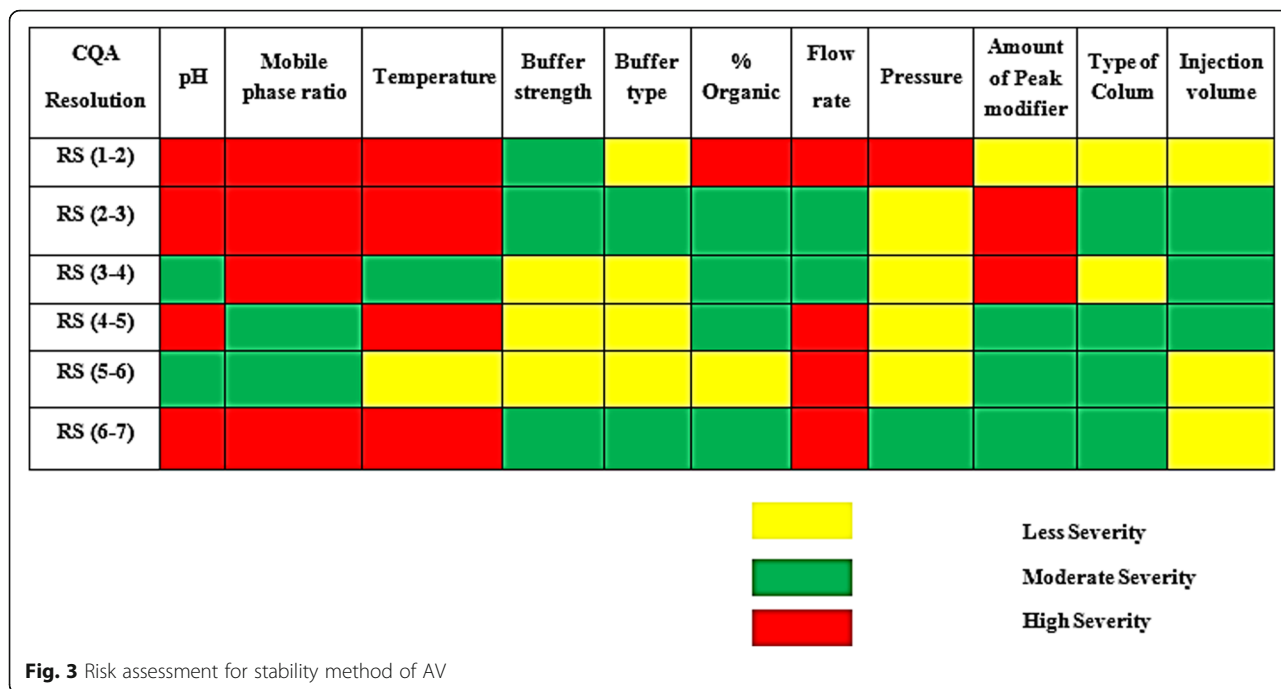 CQA
Resolution
pH
Mobile
phase ratio
Temperature
Buffer
strength
Buffer
type
%
Organic
Flow
rate
Pressure
Amount
of Peak
modifier
Type of
Colum
Injection
volume
RS (1-2)
RS (2-3)
RS (3-4)
RS (4-5)
RS (5-6)
RS (6-7)
Less Severity
Moderate Severity
High Severity
Fig. 3 Risk assessment for stability method of AV